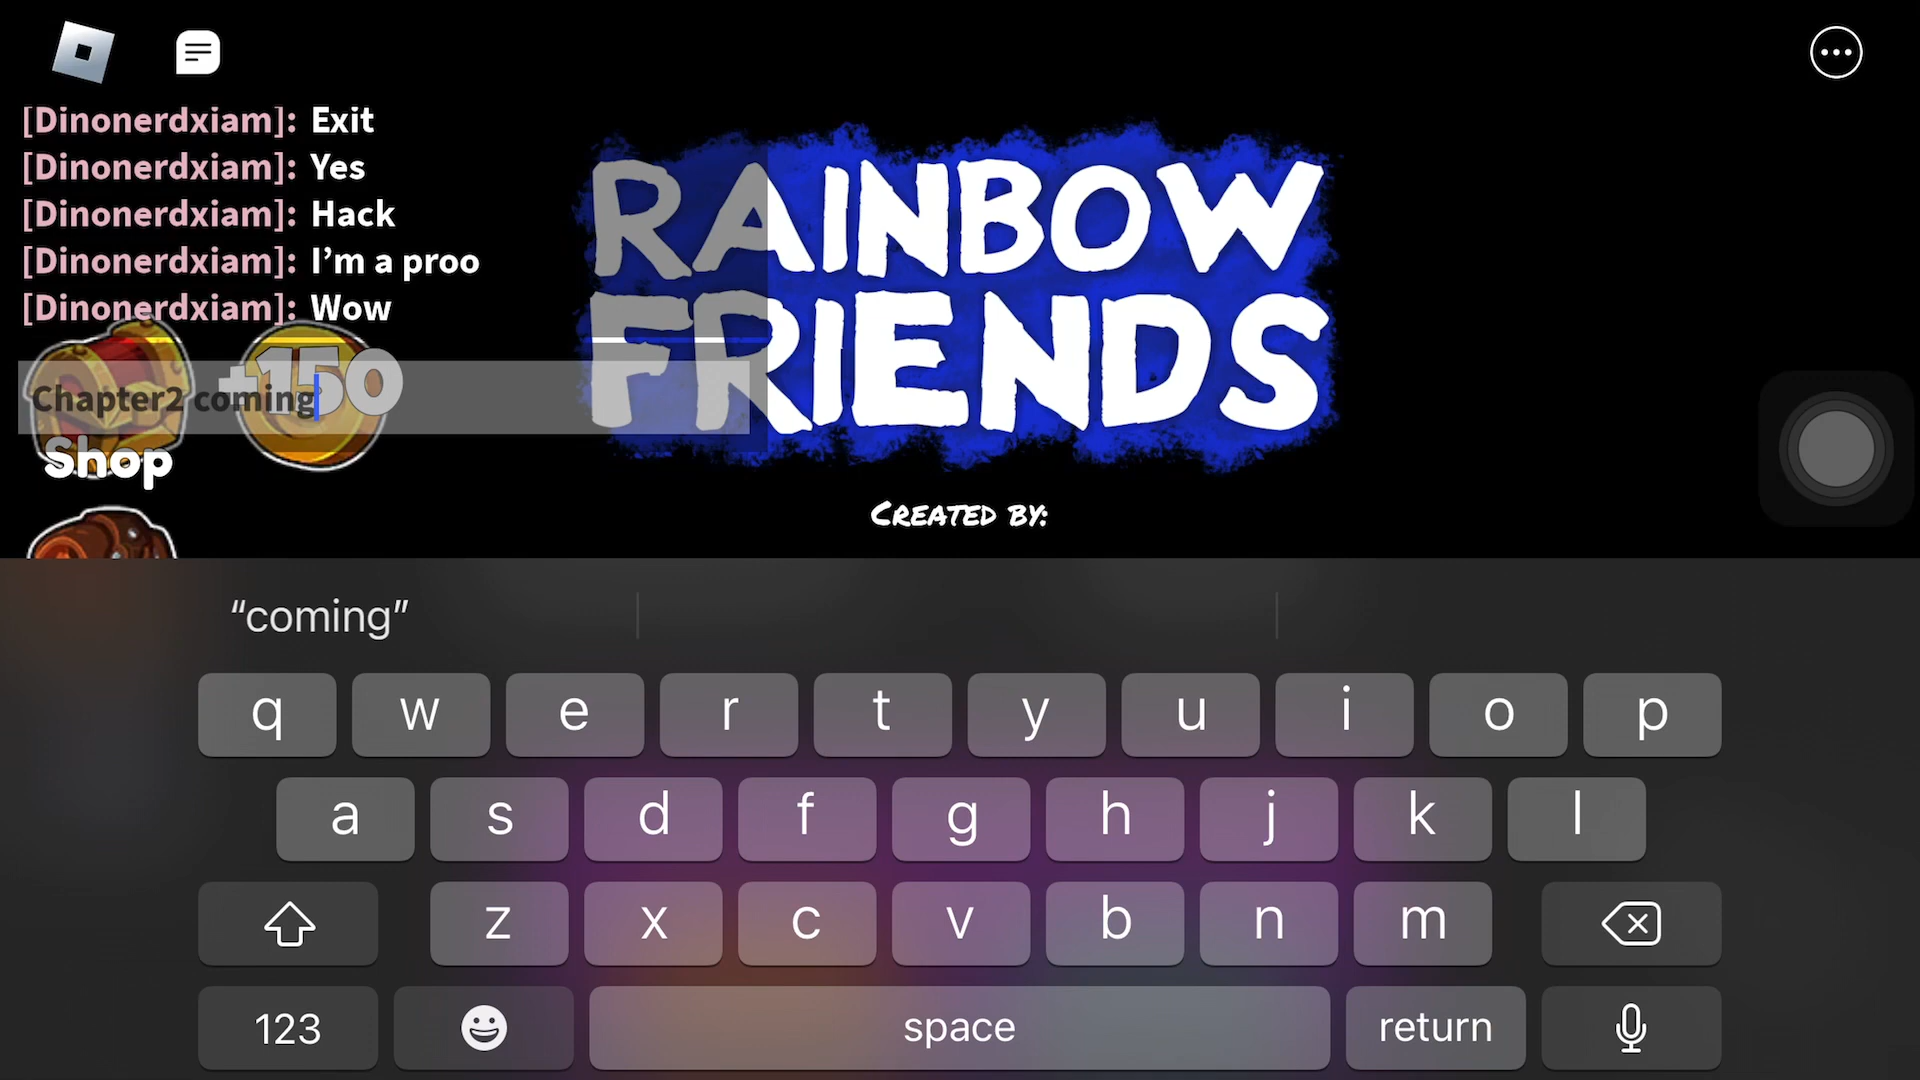 [Dinonerdxiam]: Exit
[Dinonerdxiam]: Yes
[Dinonerdxiam]: Hack
[Dinonerdxiam]: I’m a proo
[Dinonerdxiam]: Wow
+150
Chapter2 coming
Shop
RAINBOW
FRIENDS
CREATED BY:
“coming”
q w e r t y u i o p
a s d f g h j k l
z x c v b n m
123 space return